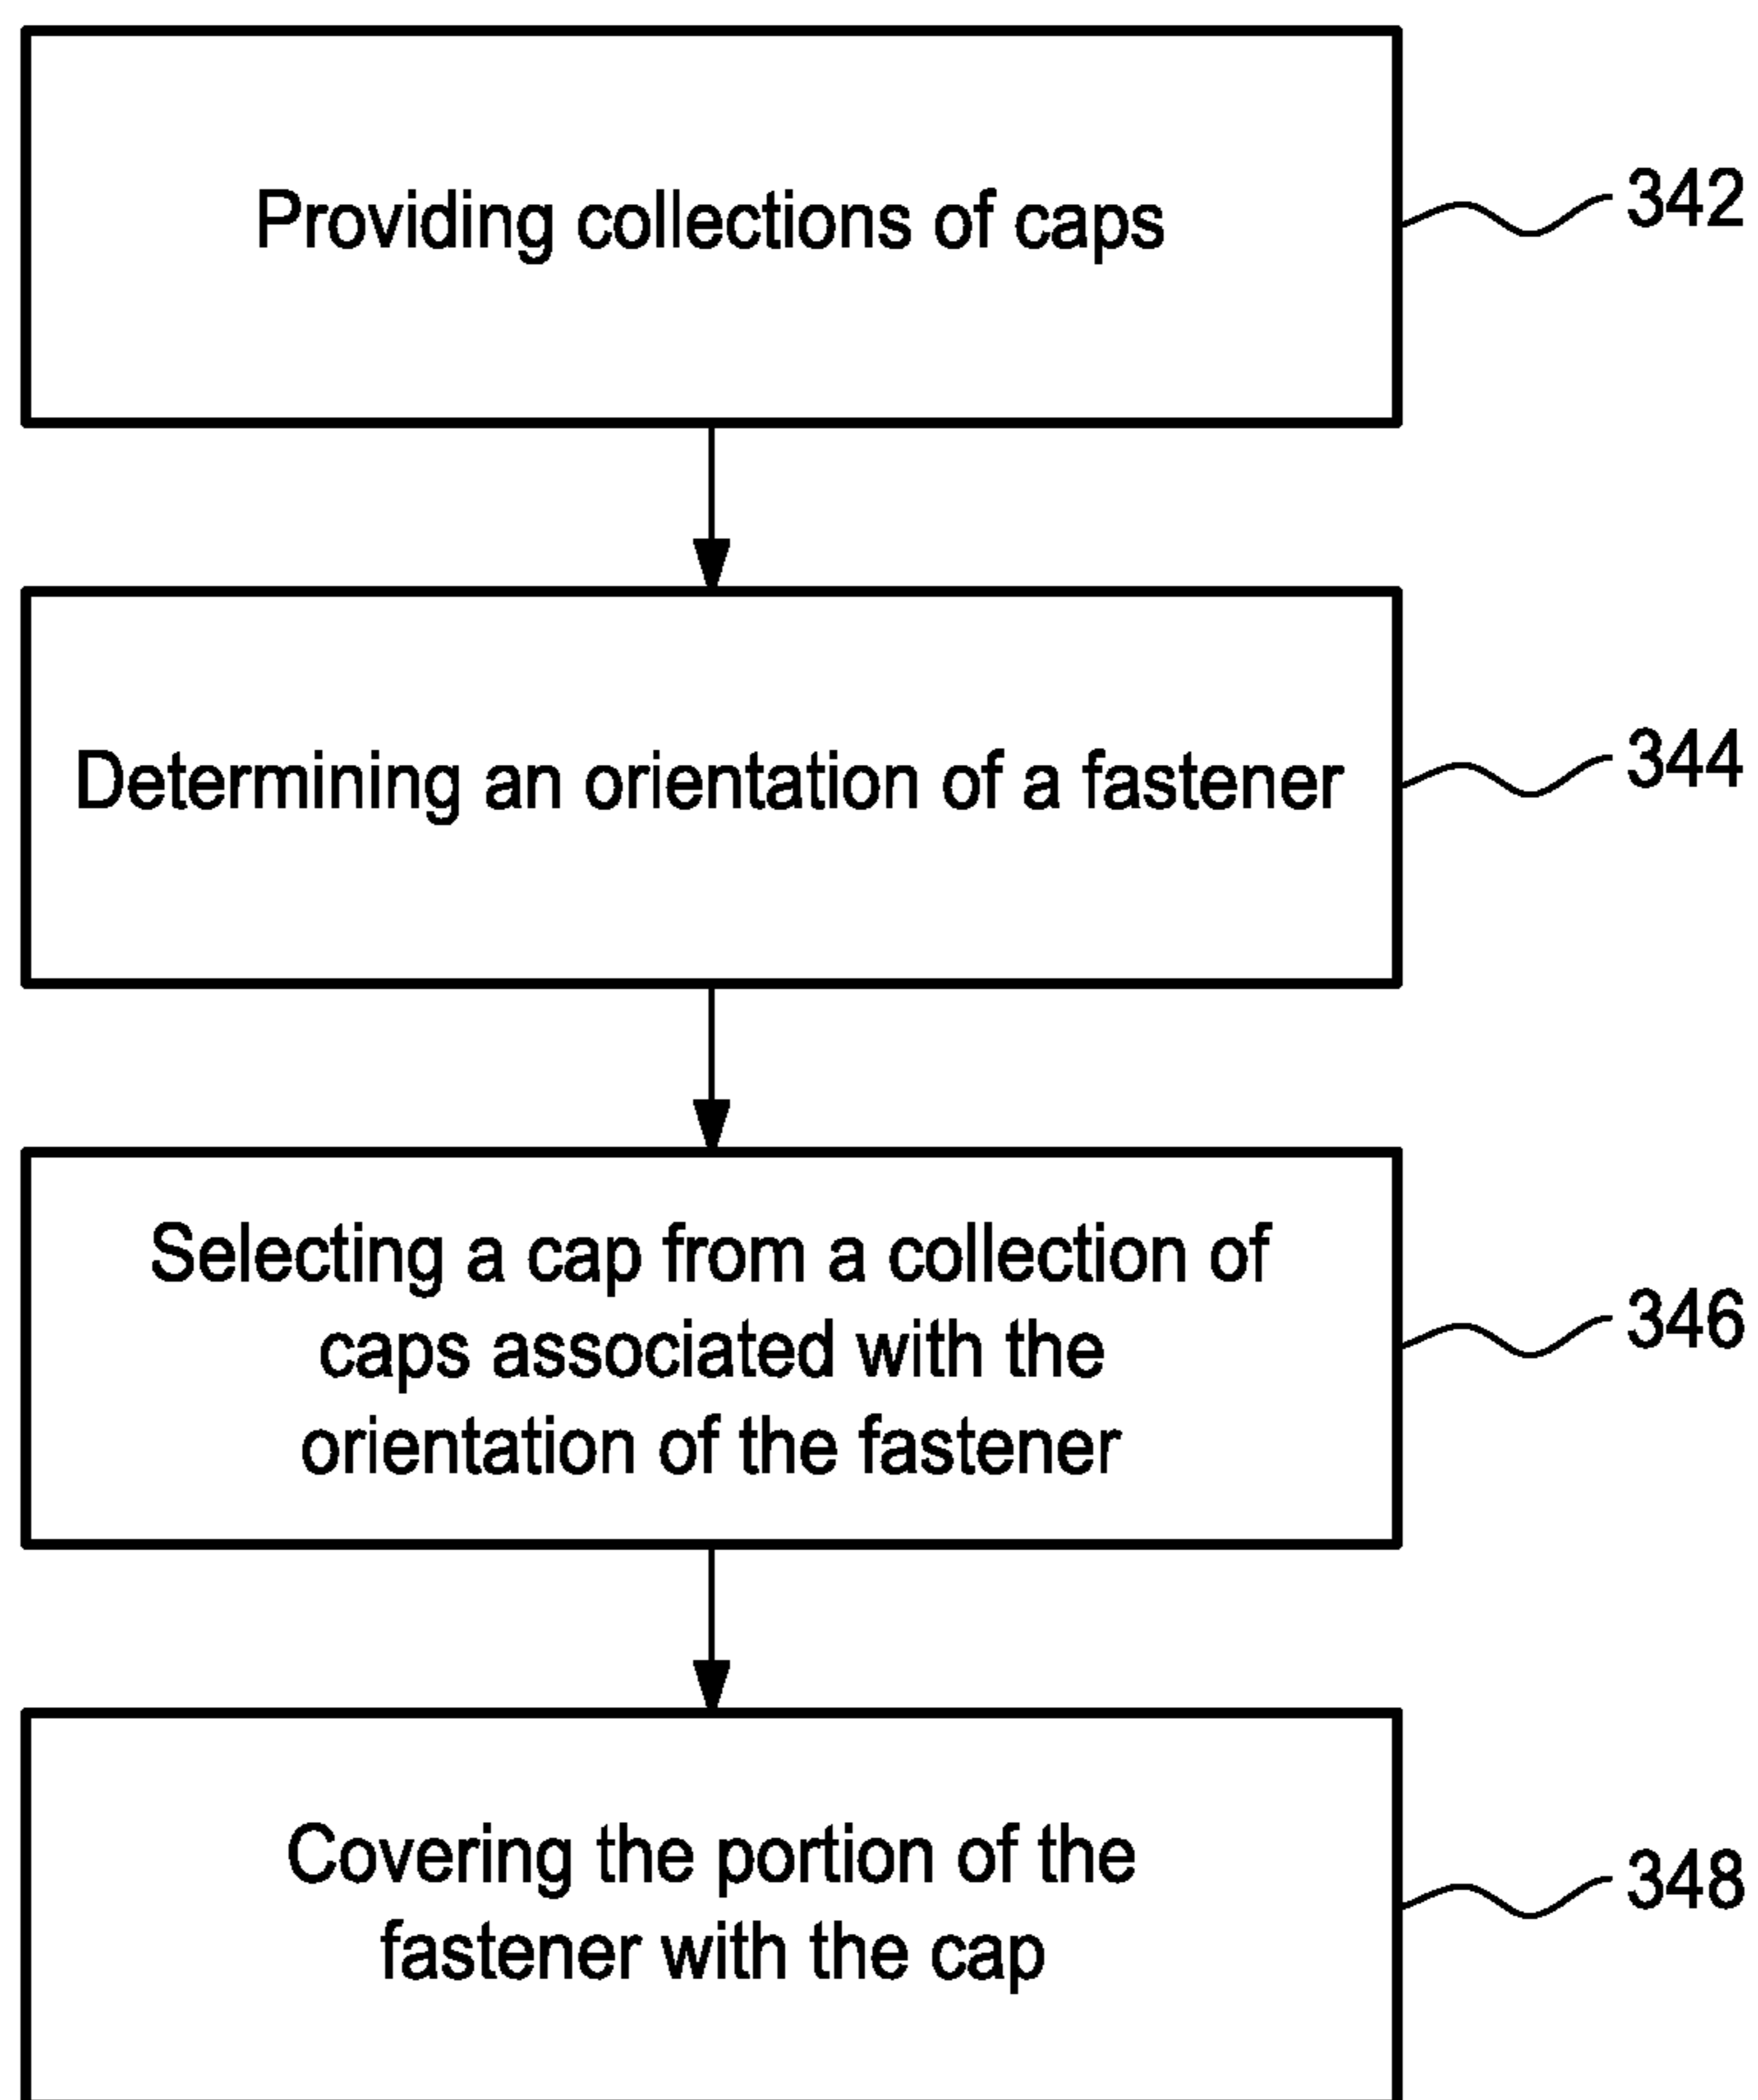 Providing collections of caps
342
Determining an orientation of a fastener
344
Selecting a cap from a collection of
caps associated with the
orientation of the fastener
346
Covering the portion of the
fastener with the cap
348